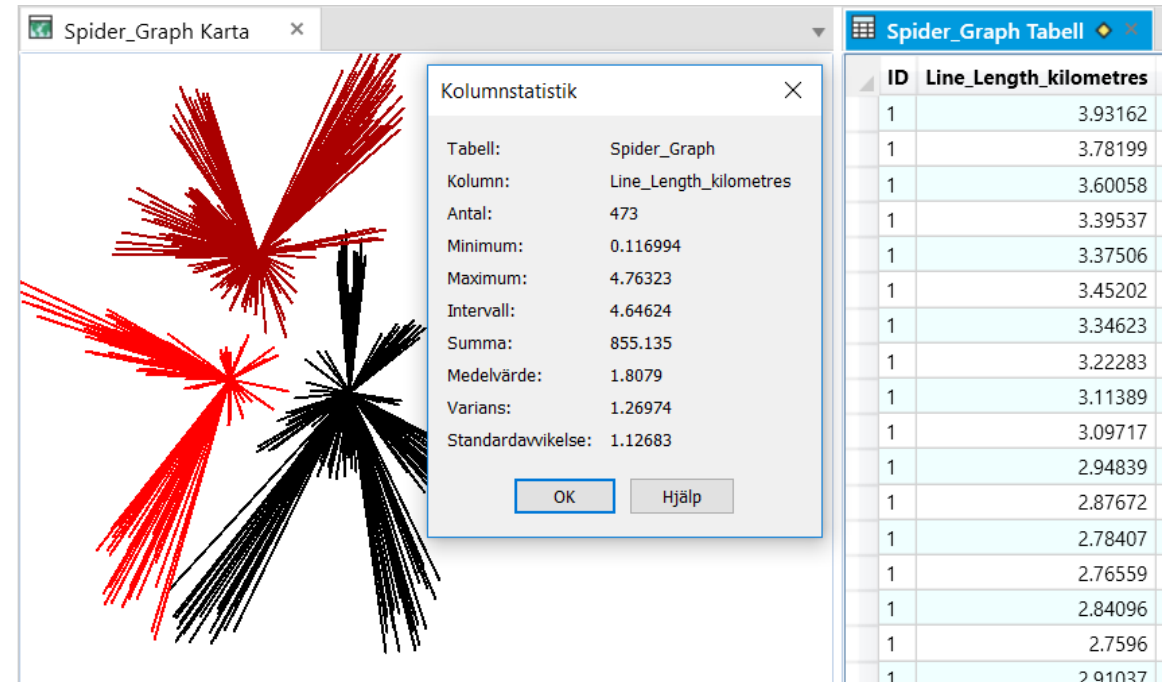 Spider_Graph Karta
Spider_Graph Tabell
Kolumnstatistik
Tabell: Spider_Graph
Kolumn: Line_Length_kilometres
Antal: 473
Minimum: 0.116994
Maximum: 4.76323
Intervall: 4.64624
Summa: 855.135
Medelvärde: 1.8079
Varians: 1.26974
Standardavvikelse: 1.12683
OK Hjälp
ID Line_Length_kilometres
1 3.93162
1 3.78199
1 3.60058
1 3.39537
1 3.37506
1 3.45202
1 3.34623
1 3.22283
1 3.11389
1 3.09717
1 2.94839
1 2.87672
1 2.78407
1 2.76559
1 2.84096
1 2.7596
1 2.91037